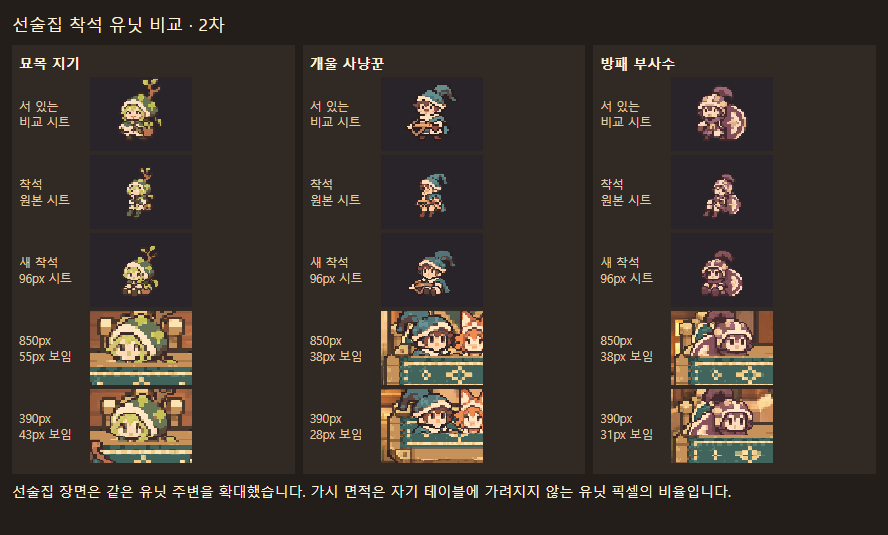 선술집 착석 유닛 비교 · 2차
묘목 지기
서 있는
비교 시트
착석
원본 시트
새 착석
96px 시트
850px
55px 보임
390px
43px 보임
개울 사냥꾼
서 있는
비교 시트
착석
원본 시트
새 착석
96px 시트
850px
38px 보임
390px
28px 보임
방패 부사수
서 있는
비교 시트
착석
원본 시트
새 착석
96px 시트
850px
38px 보임
390px
31px 보임
선술집 장면은 같은 유닛 주변을 확대했습니다. 가시 면적은 자기 테이블에 가려지지 않는 유닛 픽셀의 비율입니다.